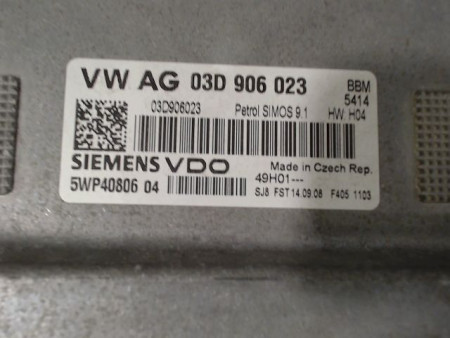 VW AG 03D 906 023 BBM
5414
03D906023 Petrol SIMOS 9.1 HW H04
SIEMENS VDO Made in Czech Rep.
5WP40806 04 49H01---
SJ8 FST 14.09.06 F405 1103